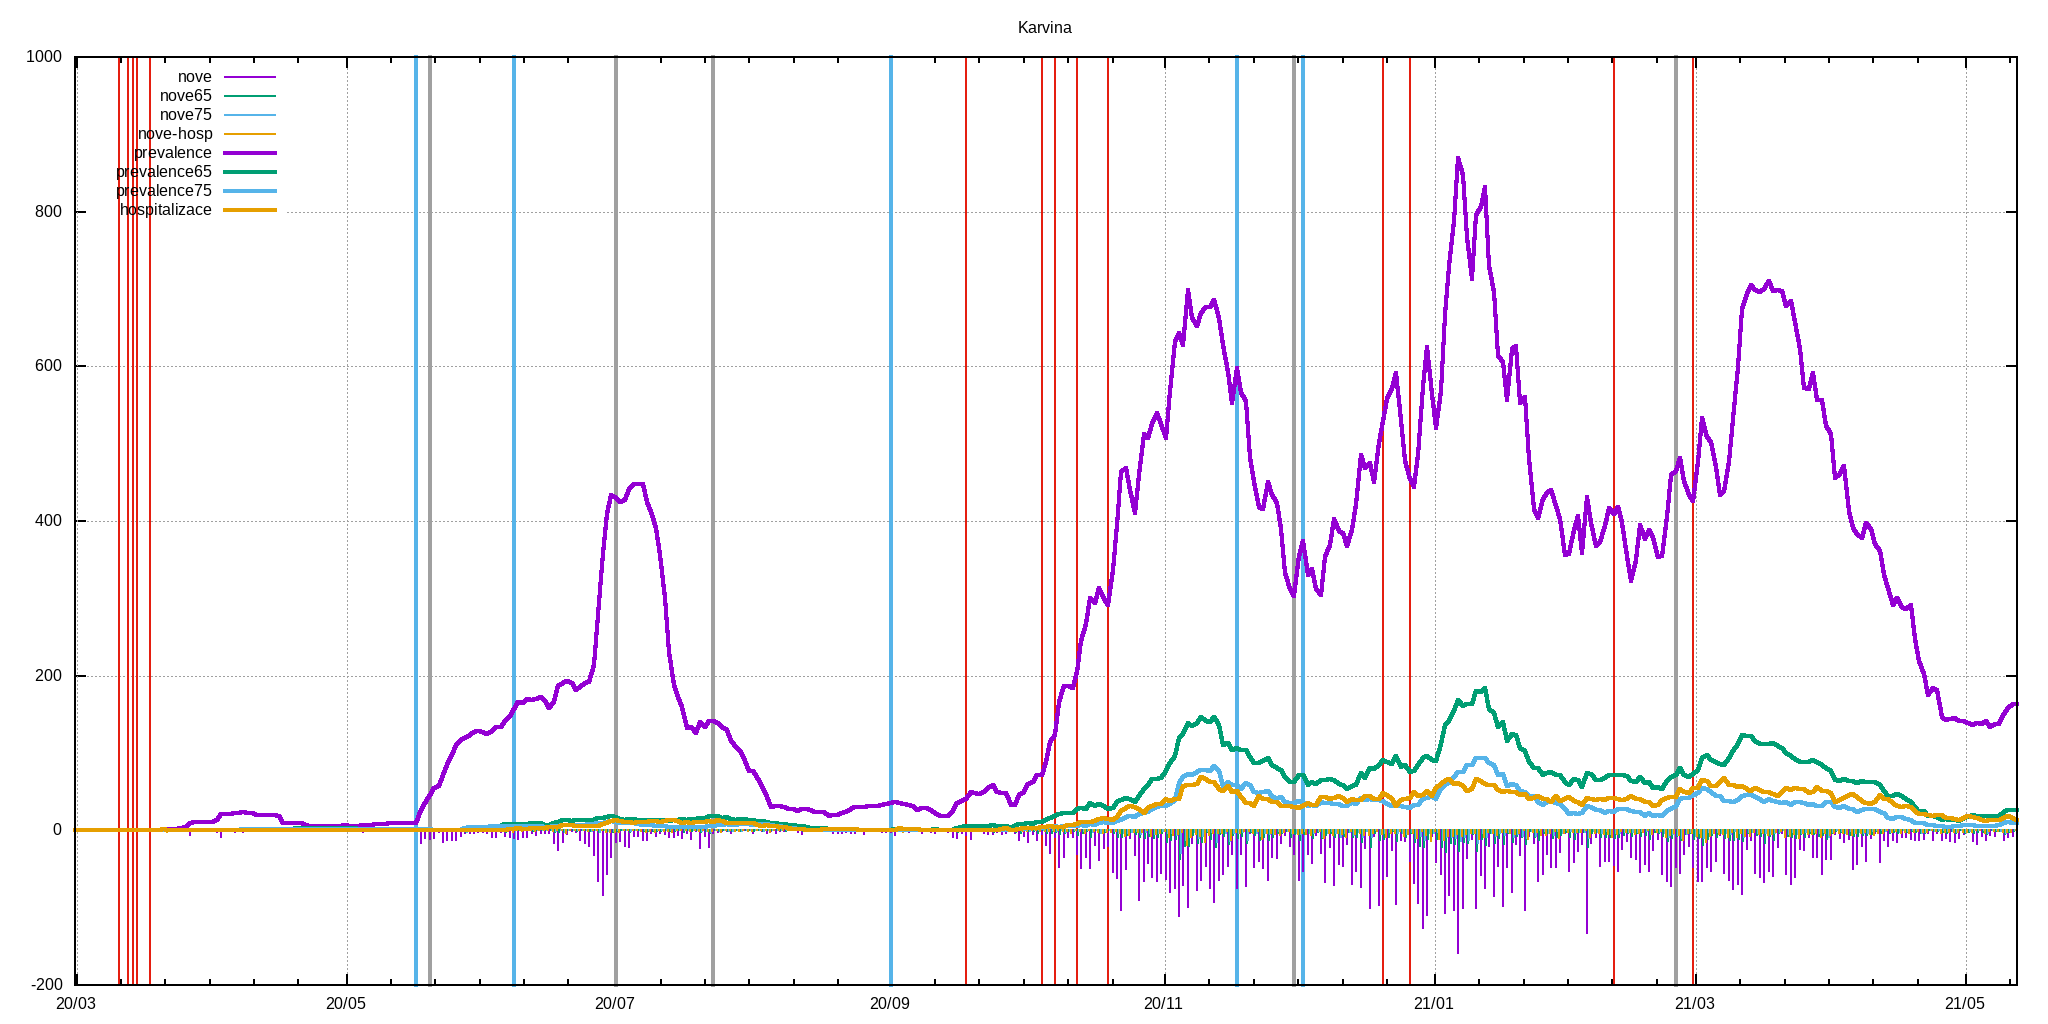 Karvina
1000
800
600
400
200
0
-200
nove
nove65
nove75
nove-hosp
prevalence
prevalence65
prevalence75
hospitalizace
20/03 20/05 20/07 20/09 20/11 21/01 21/03 21/05